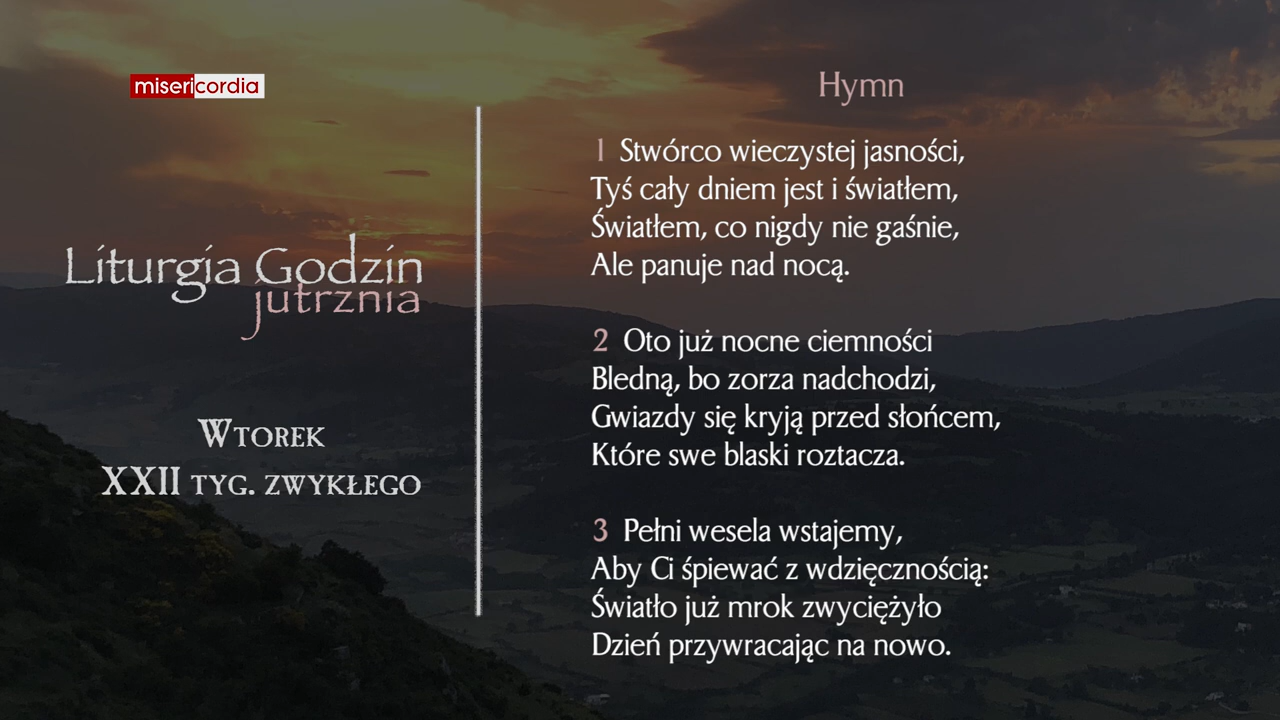 misericordia
Liturgia Godzin
jutrznia
Wtorek
XXII tyg. zwykłego
Hymn
1 Stwórco wieczystej jasności,
Tyś cały dniem jest i światłem,
Światłem, co nigdy nie gaśnie,
Ale panuje nad nocą.
2 Oto już nocne ciemności
Bledną, bo zorza nadchodzi,
Gwiazdy się kryją przed słońcem,
Które swe blaski roztacza.
3 Pełni wesela wstajemy,
Aby Ci śpiewać z wdzięcznością:
Światło już mrok zwyciężyło
Dzień przywracając na nowo.